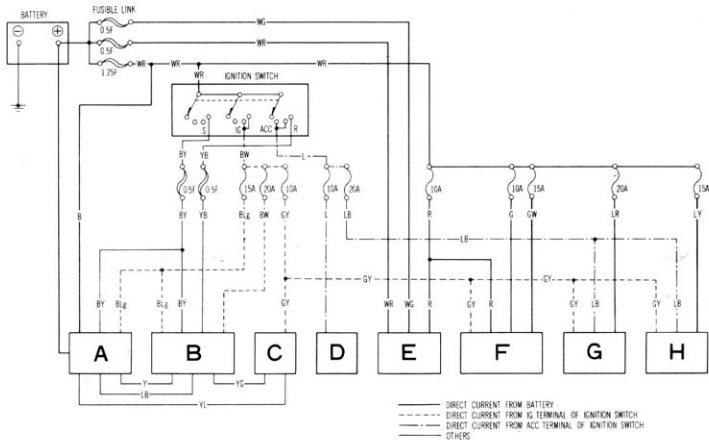 BATTERY
FUSIBLE LINK
0.5F
WG
0.5F
WR
1.25F
WR
WR
WR
WR
IGNITION SWITCH
S
IG
ACC
R
BY
YB
BW
L
0.5F
0.5F
15A
20A
10A
10A
20A
10A
10A
15A
20A
15A
B
BY
YB
BLg
BW
GY
L
LB
R
G
GW
LR
LY
LB
GY
GY
GY
BY
BLg
BLg
BY
GY
WR
WG
R
GY
R
GY
LB
GY
LB
A
B
C
D
E
F
G
H
Y
YG
LB
YL
DIRECT CURRENT FROM BATTERY
DIRECT CURRENT FROM IG TERMINAL OF IGNITION SWITCH
DIRECT CURRENT FROM ACC TERMINAL OF IGNITION SWITCH
OTHERS